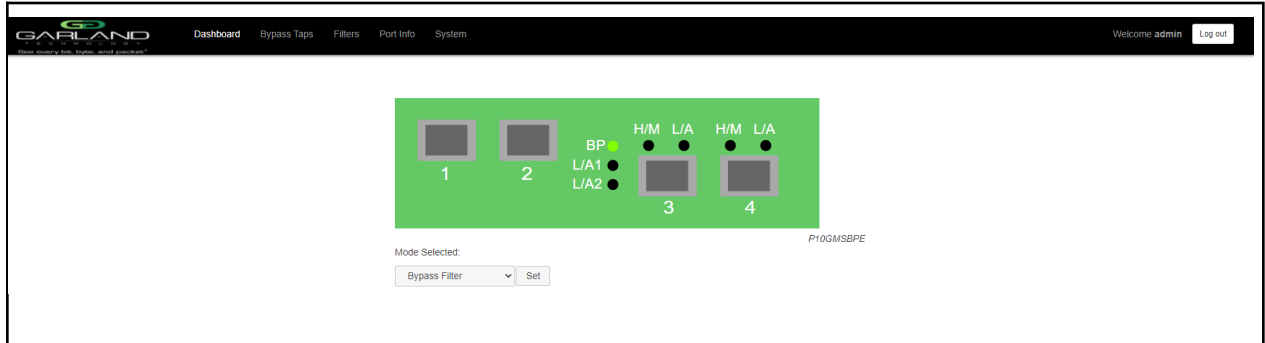 GARLAND
TECHNOLOGY
See every bit, byte, and packet®
Dashboard Bypass Taps Filters Port Info System
Welcome admin Log out
H/M L/A H/M L/A
BP
L/A1
L/A2
1 2
3 4
P10GMSBPE
Mode Selected:
Bypass Filter Set